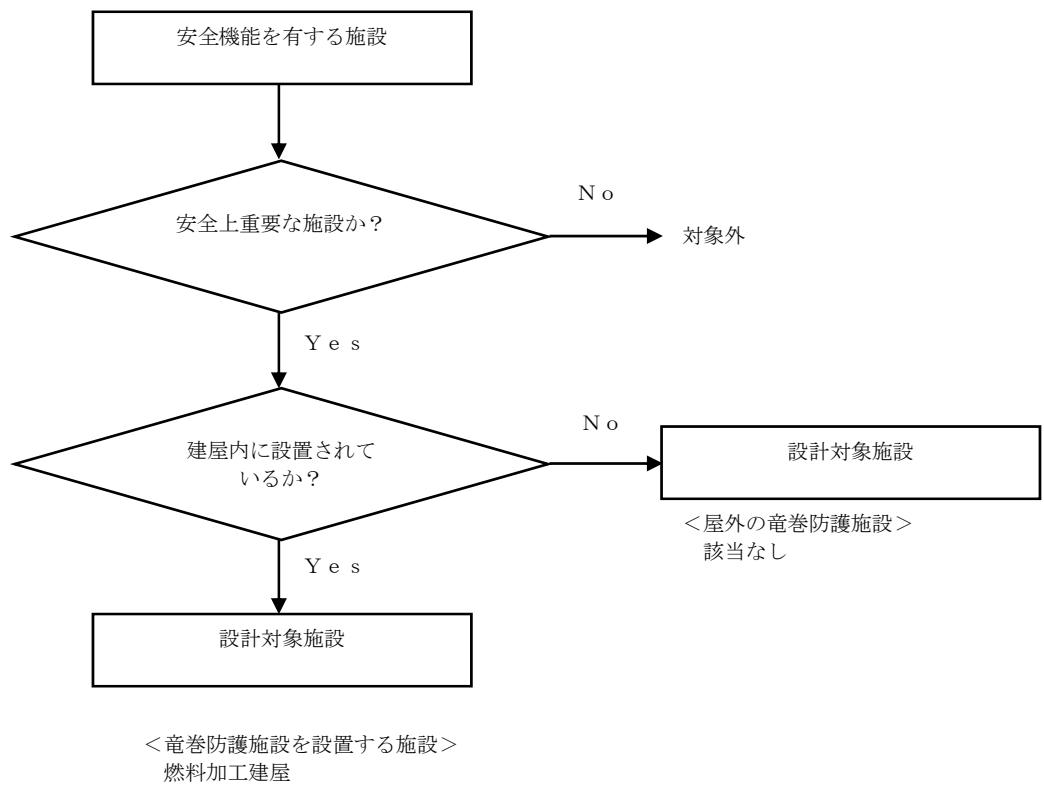 安全機能を有する施設
安全上重要な施設か？
Ｎｏ
対象外
Ｙｅｓ
建屋内に設置されて
いるか？
Ｎｏ
設計対象施設
＜屋外の竜巻防護施設＞
該当なし
Ｙｅｓ
設計対象施設
＜竜巻防護施設を設置する施設＞
燃料加工建屋